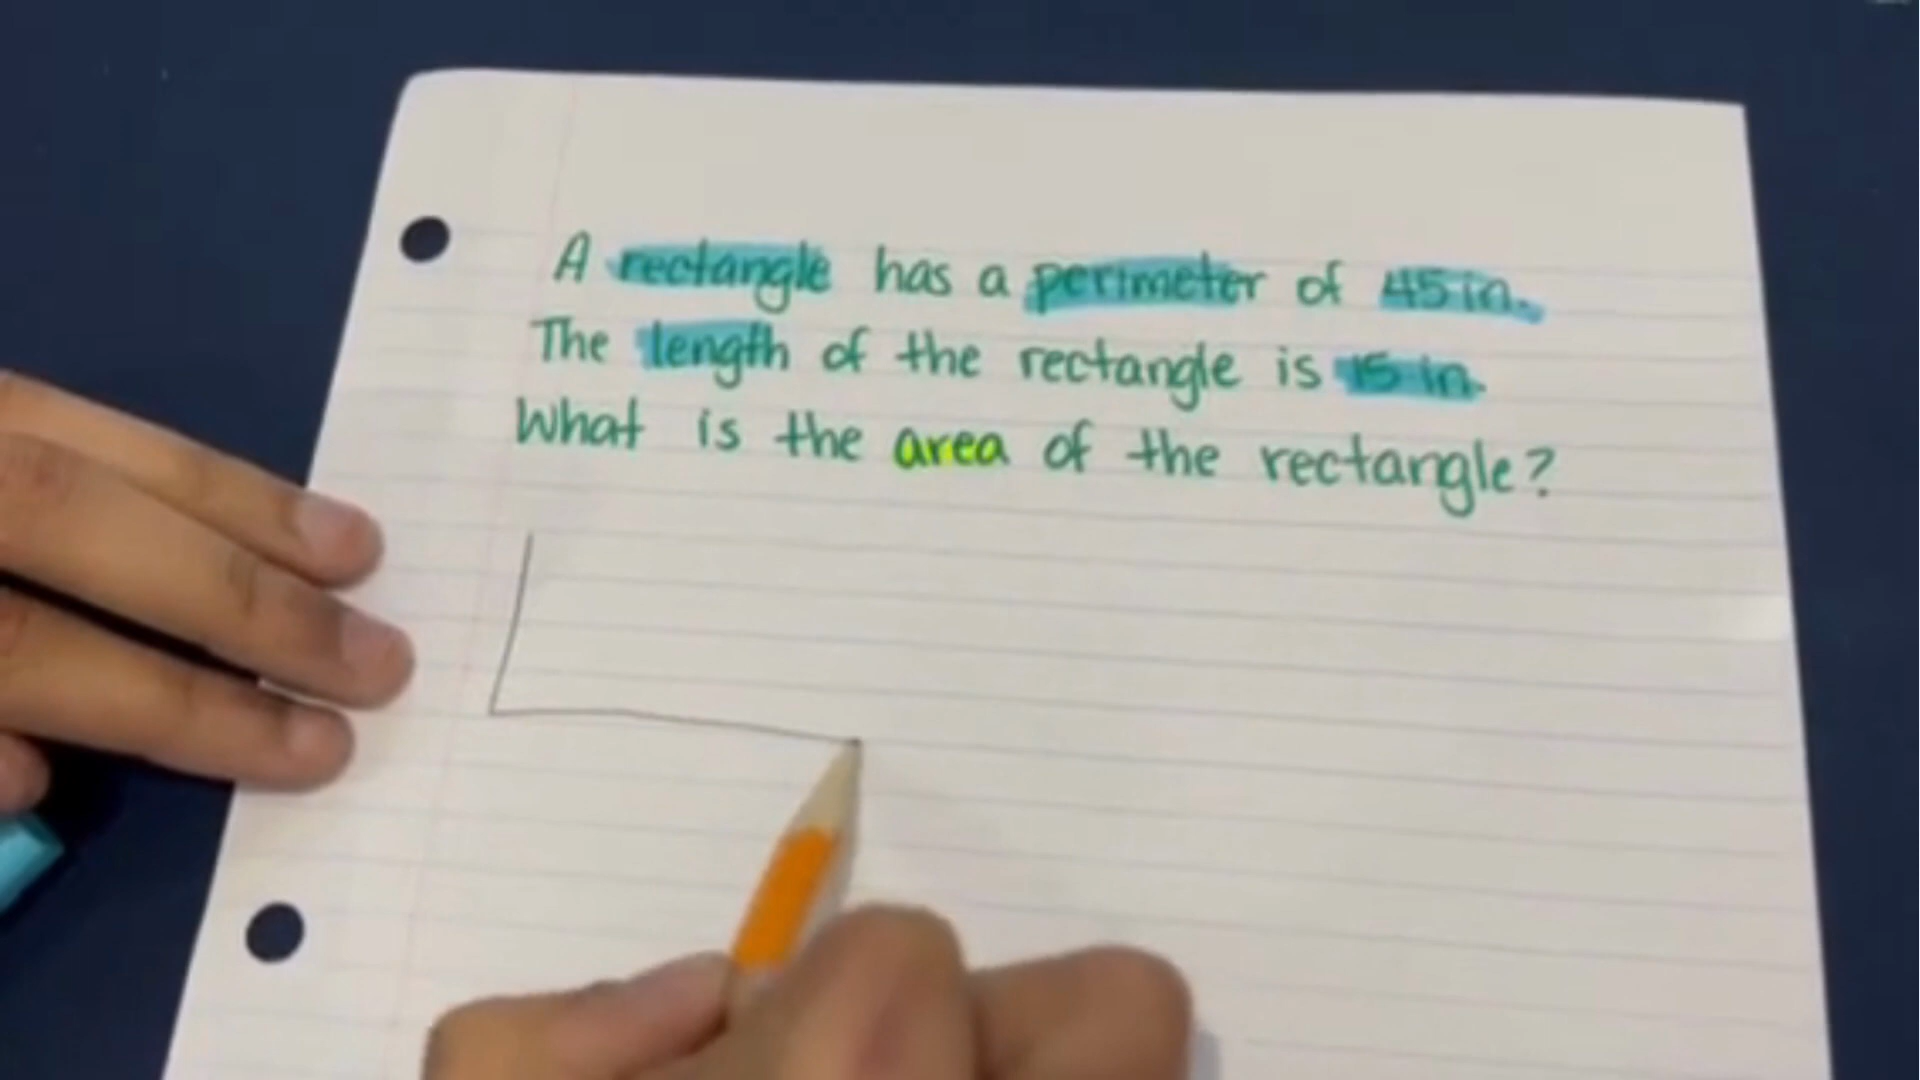 A rectangle has a perimeter of 45 in.
The length of the rectangle is 15 in.
What is the area of the rectangle?